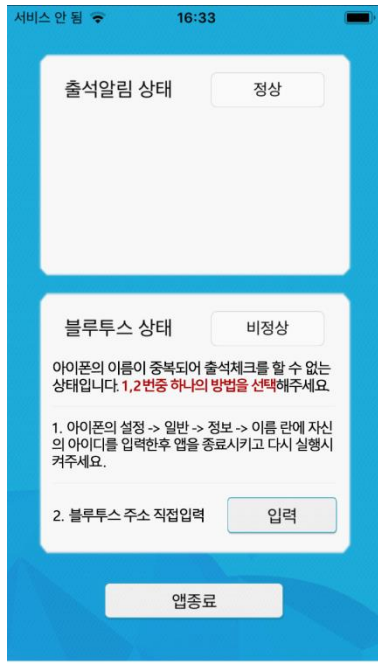 서비스 안 됨 16:33
출석알림 상태 정상
블루투스 상태 비정상
아이폰의 이름이 중복되어 출석체크를 할 수 없는
상태입니다. 1,2번중 하나의 방법을 선택해주세요.
1. 아이폰의 설정 -> 일반 -> 정보 -> 이름 란에 자신
의 아이디를 입력한후 앱을 종료시키고 다시 실행시
켜주세요.
2. 블루투스 주소 직접입력 입력
앱종료